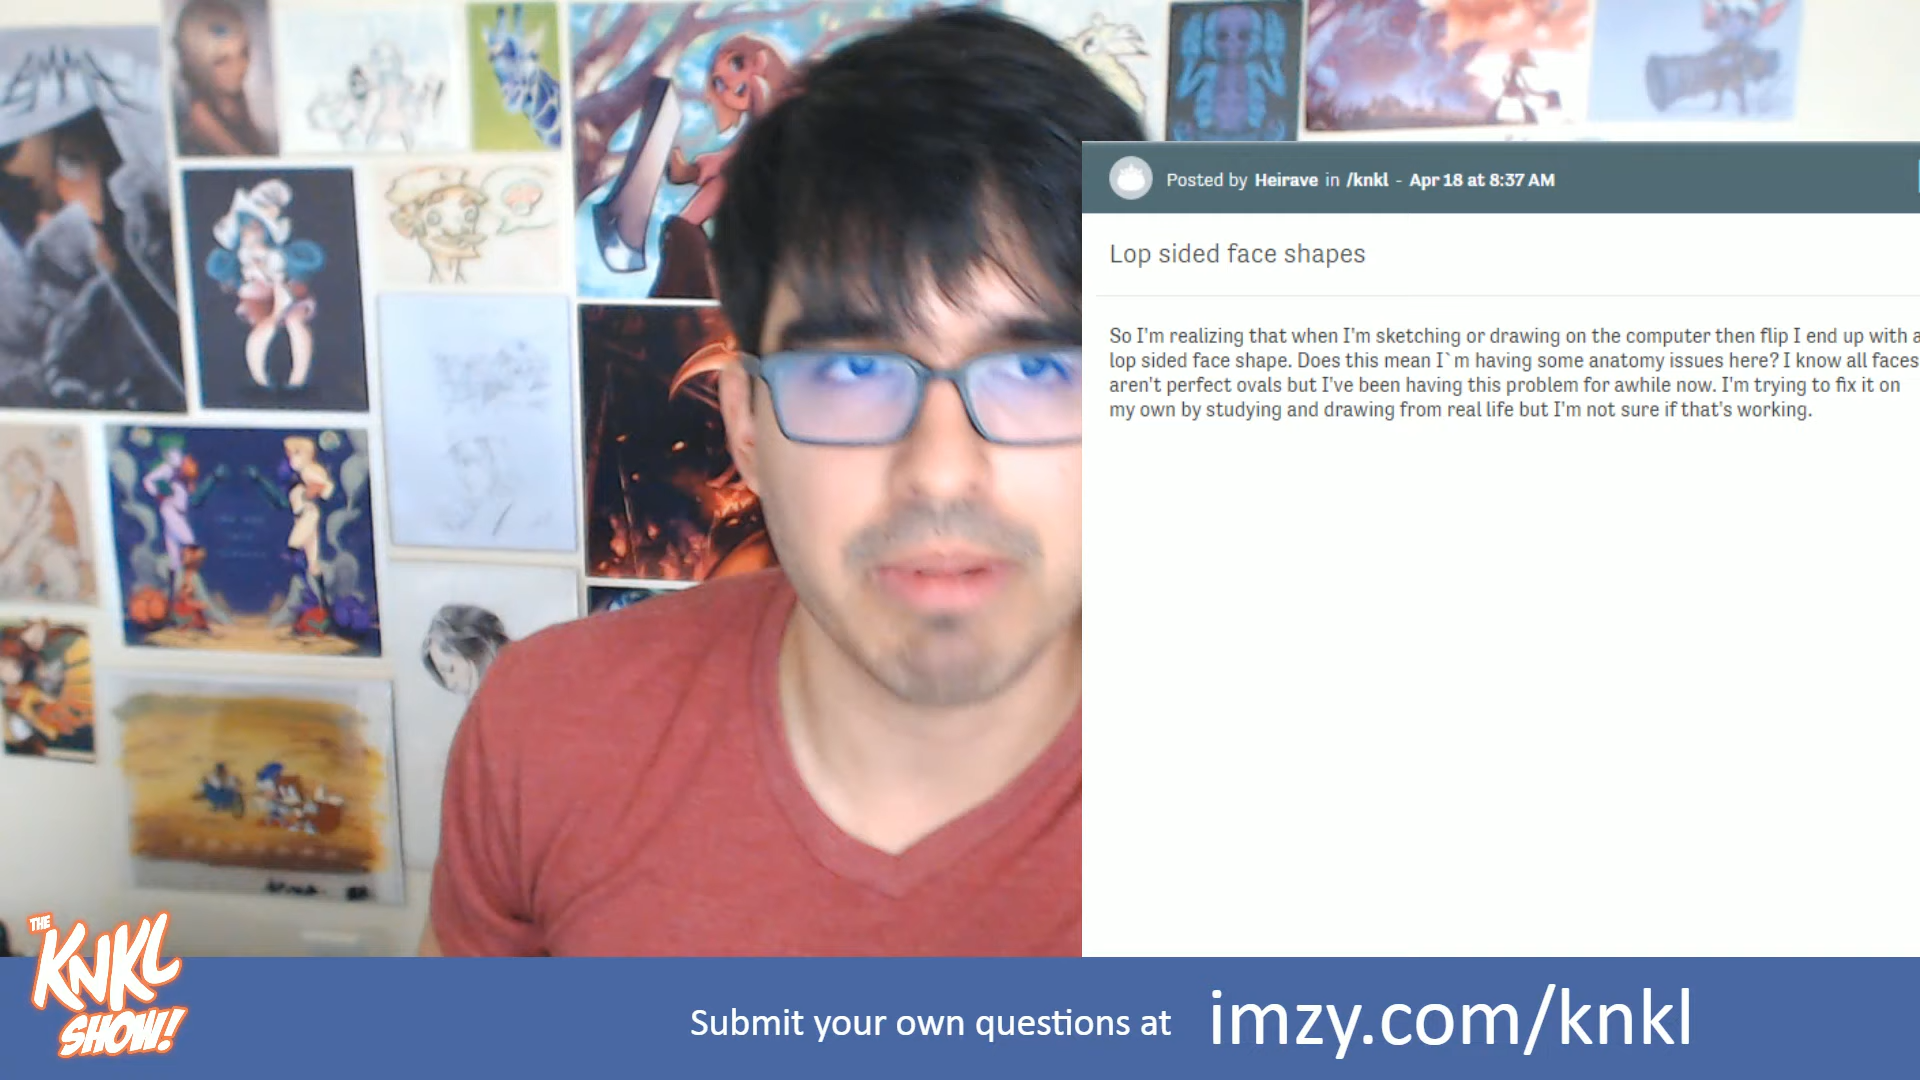 Posted by Heirave in /knkl - Apr 18 at 8:37 AM
Lop sided face shapes
So I'm realizing that when I'm sketching or drawing on the computer then flip I end up with a
lop sided face shape. Does this mean I`m having some anatomy issues here? I know all faces
aren't perfect ovals but I've been having this problem for awhile now. I'm trying to fix it on
my own by studying and drawing from real life but I'm not sure if that's working.
THE
KNKL
SHOW!
Submit your own questions at imzy.com/knkl